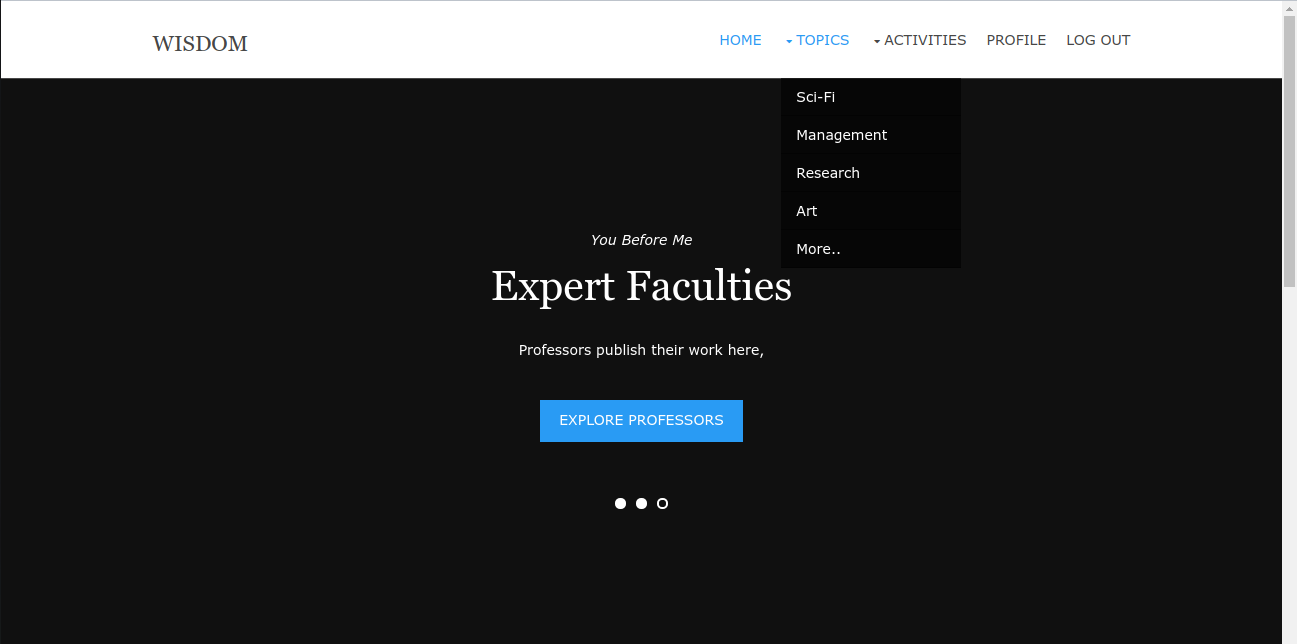 WISDOM
HOME TOPICS ACTIVITIES PROFILE LOG OUT
Sci-Fi
Management
Research
Art
More..
You Before Me
Expert Faculties
Professors publish their work here,
EXPLORE PROFESSORS